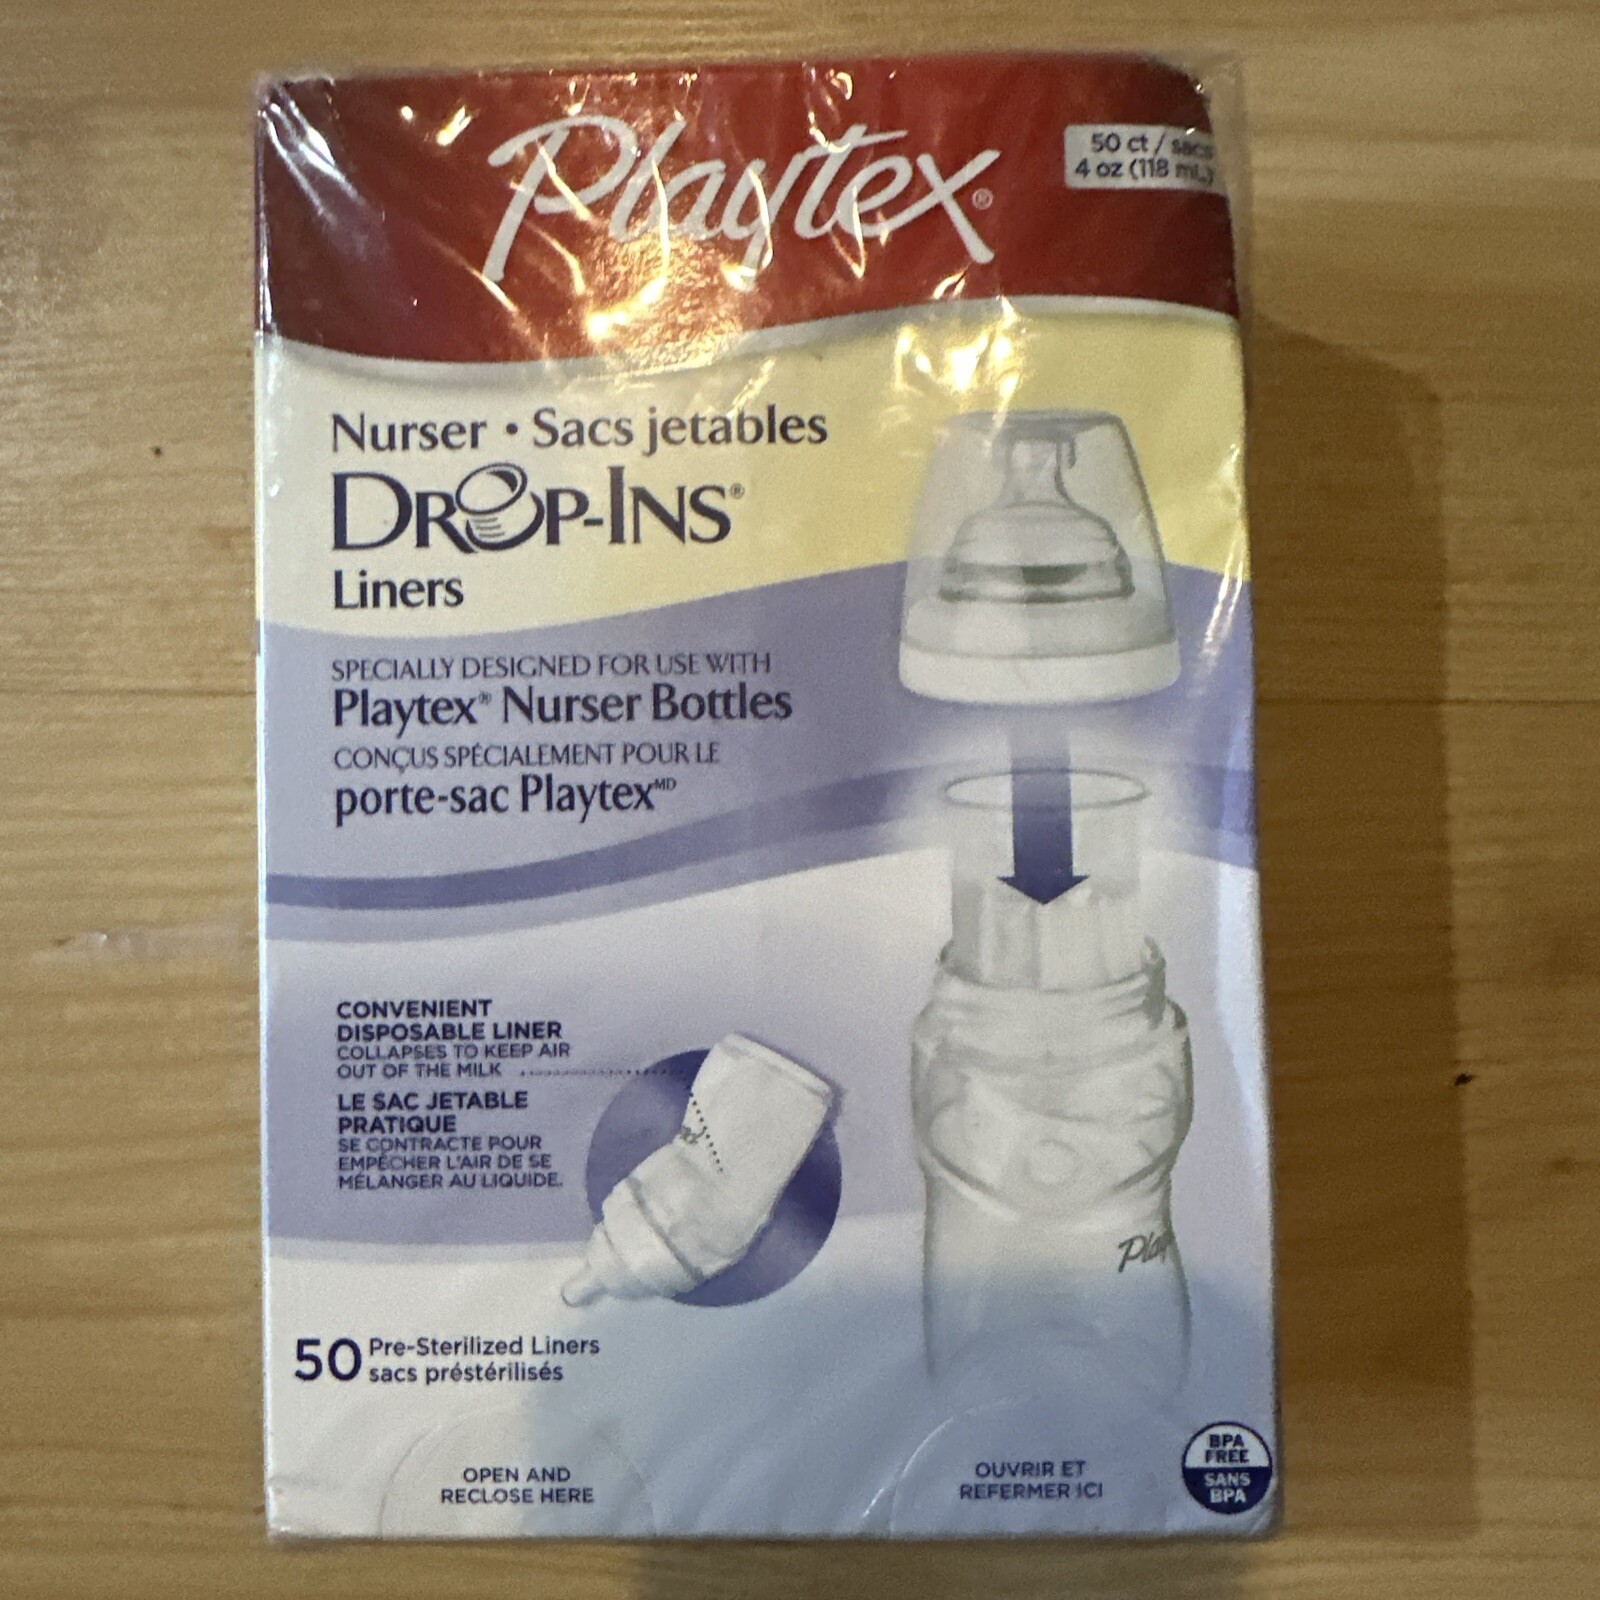 Playtex®
50 ct / sacs
4 oz (118 mL)
Nurser • Sacs jetables
DROP-INS®
Liners
SPECIALLY DESIGNED FOR USE WITH
Playtex® Nurser Bottles
CONÇUS SPÉCIALEMENT POUR LE
porte-sac Playtex MD
CONVENIENT
DISPOSABLE LINER
COLLAPSES TO KEEP AIR
OUT OF THE MILK
LE SAC JETABLE
PRATIQUE
SE CONTRACTE POUR
EMPÊCHER L'AIR DE SE
MÉLANGER AU LIQUIDE.
Play
50 Pre-Sterilized Liners
sacs préstérilisés
OPEN AND
RECLOSE HERE
OUVRIR ET
REFERMER ICI
BPA
FREE
SANS
BPA